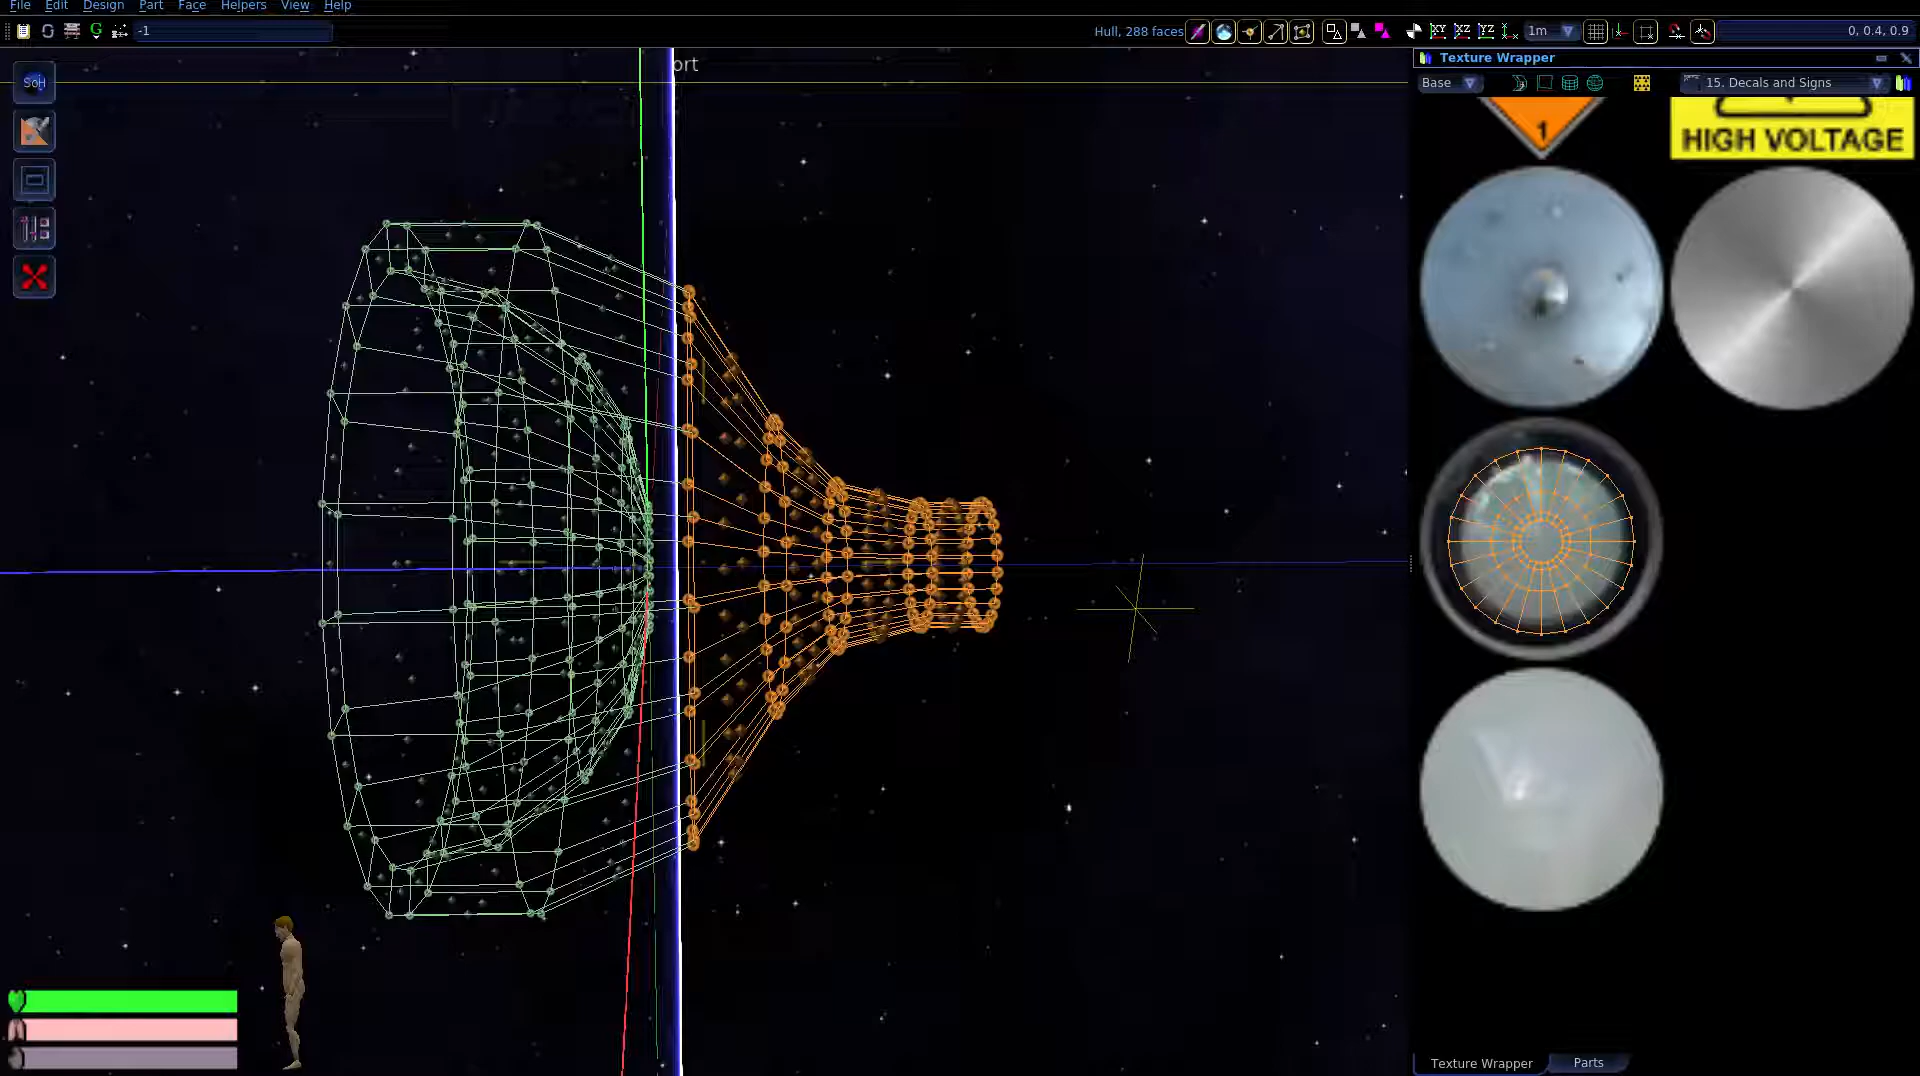 File Edit Design Part Face Helpers View Help
-1
Hull, 288 faces
1m
0, 0.4, 0.9
ort
SoH
Texture Wrapper
Base
15. Decals and Signs
1
HIGH VOLTAGE
Texture Wrapper
Parts